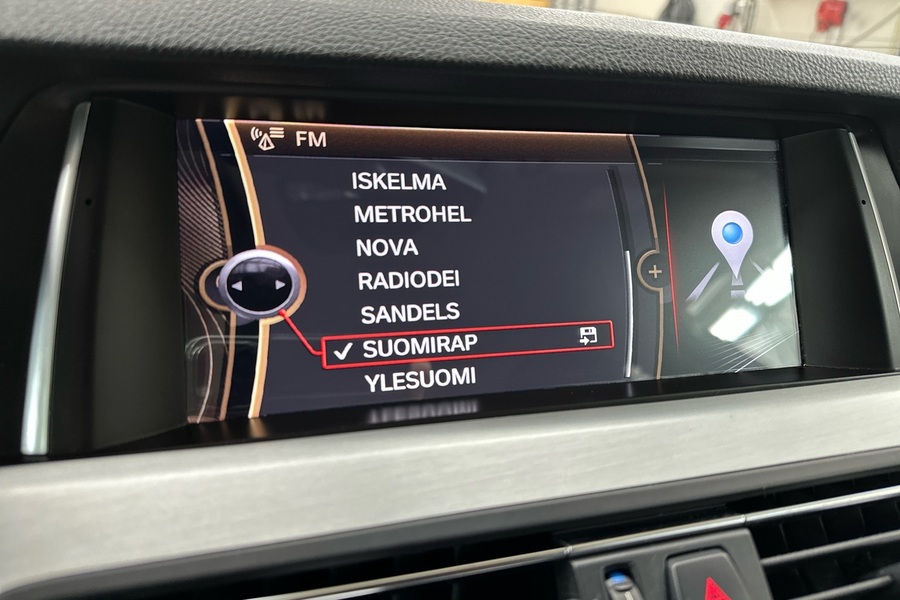 FM
ISKELMA
METROHEL
NOVA
RADIODEI
SANDELS
SUOMIRAP
YLESUOMI